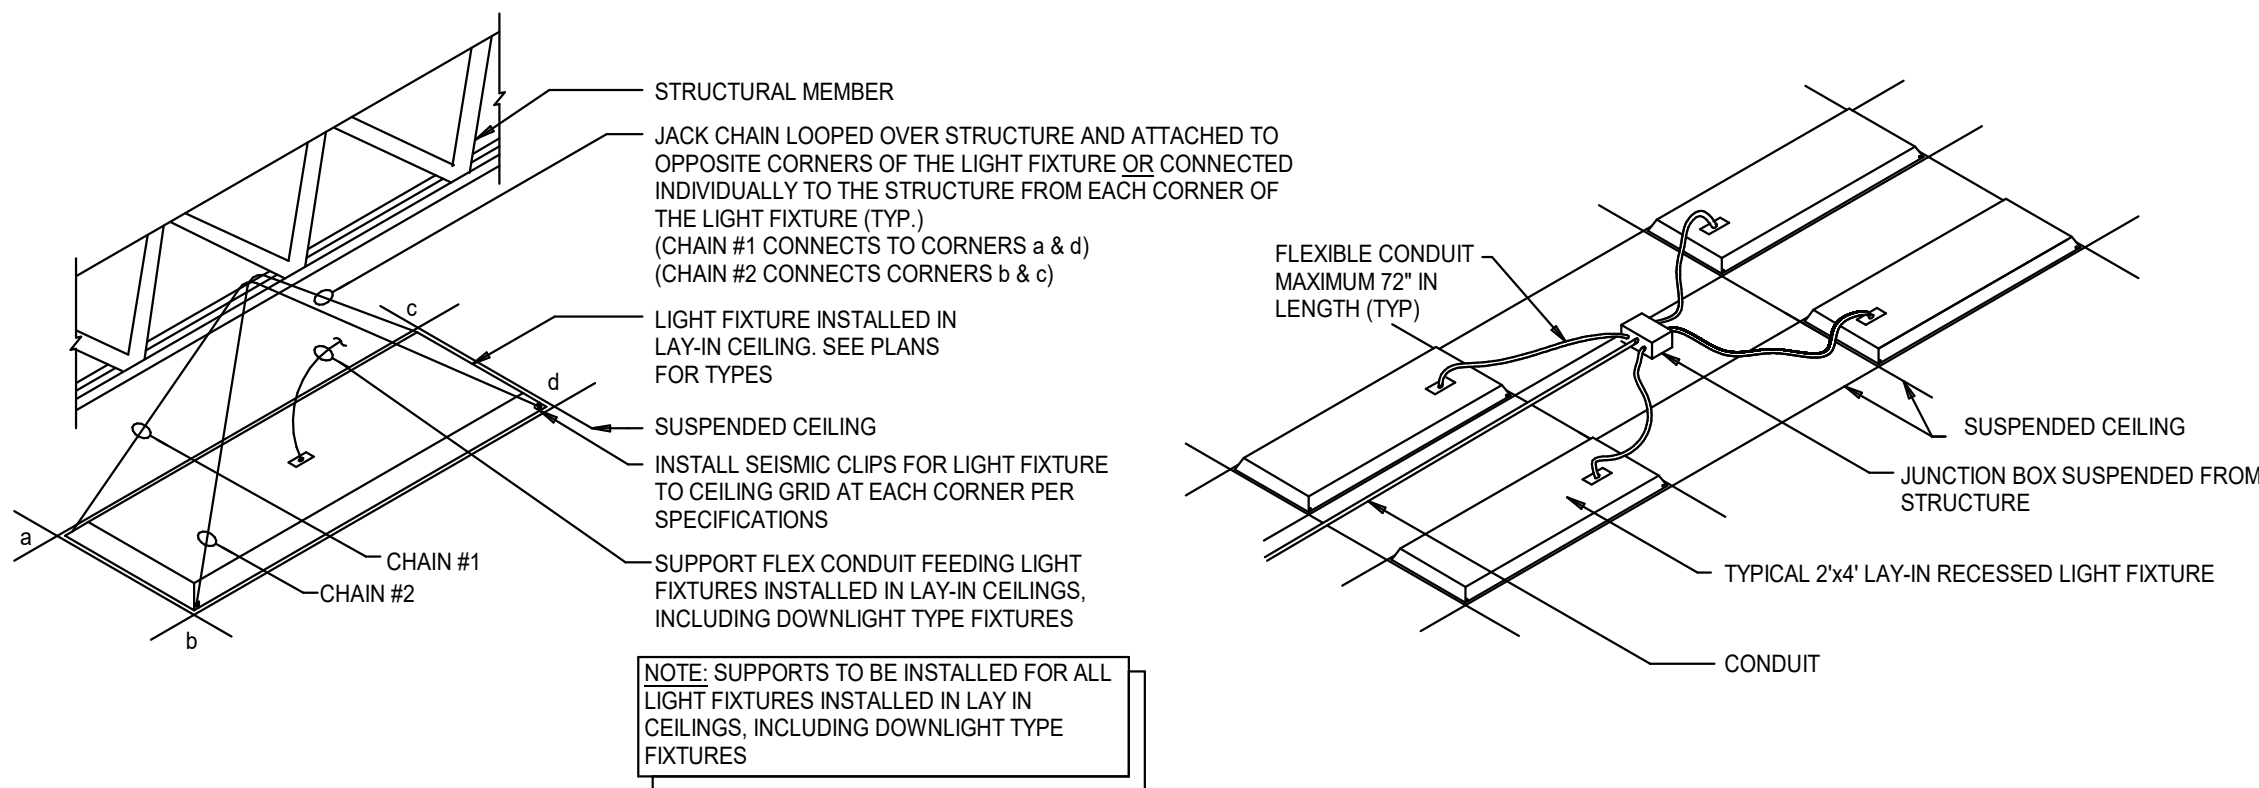 STRUCTURAL MEMBER
JACK CHAIN LOOPED OVER STRUCTURE AND ATTACHED TO
OPPOSITE CORNERS OF THE LIGHT FIXTURE OR CONNECTED
INDIVIDUALLY TO THE STRUCTURE FROM EACH CORNER OF
THE LIGHT FIXTURE (TYP.)
(CHAIN #1 CONNECTS TO CORNERS a & d)
(CHAIN #2 CONNECTS CORNERS b & c)
c
LIGHT FIXTURE INSTALLED IN
LAY-IN CEILING. SEE PLANS
FOR TYPES
d
SUSPENDED CEILING
INSTALL SEISMIC CLIPS FOR LIGHT FIXTURE
TO CEILING GRID AT EACH CORNER PER
SPECIFICATIONS
a
CHAIN #1
CHAIN #2
b
SUPPORT FLEX CONDUIT FEEDING LIGHT
FIXTURES INSTALLED IN LAY-IN CEILINGS,
INCLUDING DOWNLIGHT TYPE FIXTURES
NOTE: SUPPORTS TO BE INSTALLED FOR ALL
LIGHT FIXTURES INSTALLED IN LAY IN
CEILINGS, INCLUDING DOWNLIGHT TYPE
FIXTURES
FLEXIBLE CONDUIT
MAXIMUM 72" IN
LENGTH (TYP)
SUSPENDED CEILING
JUNCTION BOX SUSPENDED FROM
STRUCTURE
TYPICAL 2'x4' LAY-IN RECESSED LIGHT FIXTURE
CONDUIT